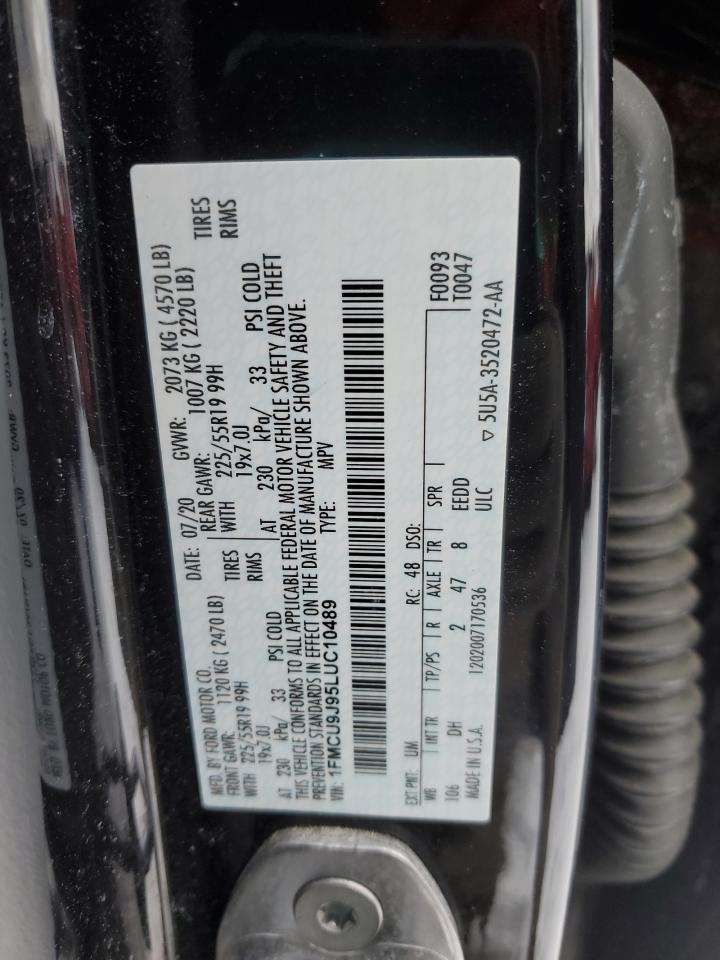 MFD. BY FORD MOTOR CO.
DATE: 07/20 GVWR: 2073 KG ( 4570 LB)
FRONT GAWR: 1120 KG ( 2470 LB) REAR GAWR: 1007 KG ( 2220 LB)
WITH 225/55R19 99H TIRES WITH 225/55R19 99H TIRES
19x7.0J RIMS 19x7.0J RIMS
AT 230 kPa/ 33 PSI COLD AT 230 kPa/ 33 PSI COLD
THIS VEHICLE CONFORMS TO ALL APPLICABLE FEDERAL MOTOR VEHICLE SAFETY AND THEFT
PREVENTION STANDARDS IN EFFECT ON THE DATE OF MANUFACTURE SHOWN ABOVE.
VIN: 1FMCU9J95LUC10489 TYPE: MPV
EXT PNT: UM RC: 48 DSO: F0093
WB INT TR TP/PS R AXLE TR SPR T0047
106 DH 2 47 8 EEDD
MADE IN U.S.A. 1202007170536 ULC ▽ 5U5A-3520472-AA